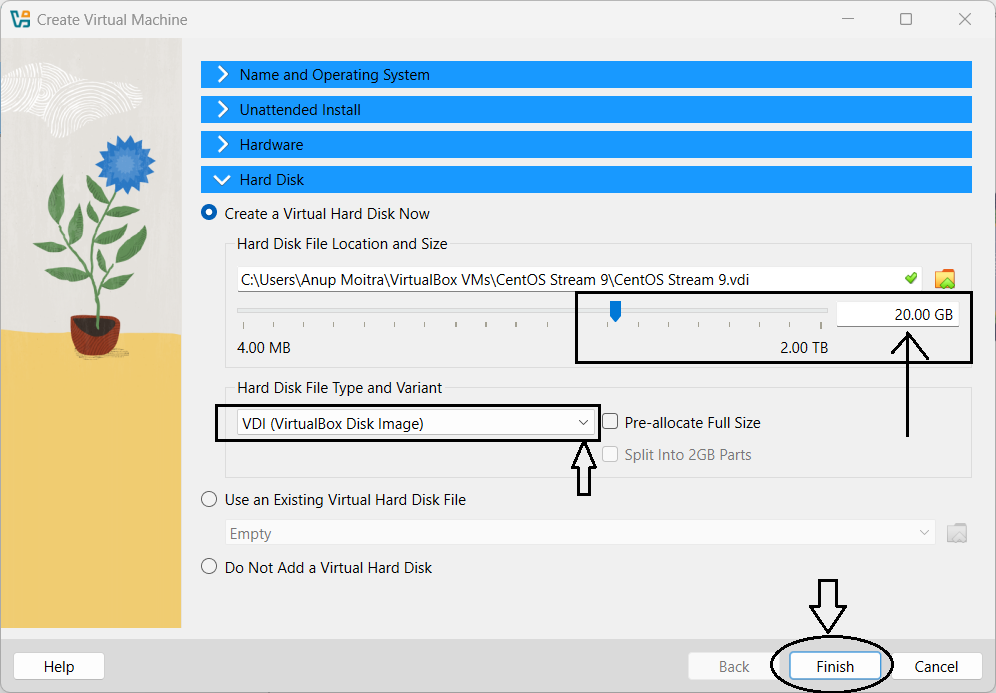 Create Virtual Machine
Name and Operating System
Unattended Install
Hardware
Hard Disk
Create a Virtual Hard Disk Now
Hard Disk File Location and Size
C:\Users\Anup Moitra\VirtualBox VMs\CentOS Stream 9\CentOS Stream 9.vdi
20.00 GB
4.00 MB 2.00 TB
Hard Disk File Type and Variant
VDI (VirtualBox Disk Image) Pre-allocate Full Size
Split Into 2GB Parts
Use an Existing Virtual Hard Disk File
Empty
Do Not Add a Virtual Hard Disk
Help Back Finish Cancel